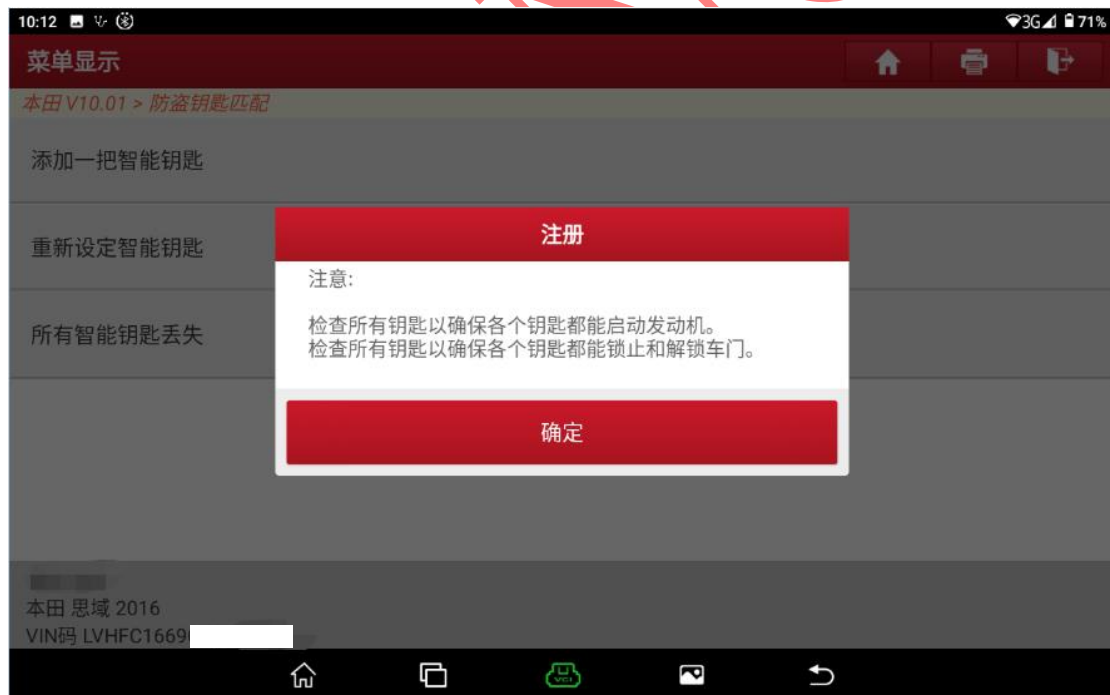 10:12
3G 71%
菜单显示
本田 V10.01 > 防盗钥匙匹配
添加一把智能钥匙
重新设定智能钥匙
所有智能钥匙丢失
注册
注意:
检查所有钥匙以确保各个钥匙都能启动发动机。
检查所有钥匙以确保各个钥匙都能锁止和解锁车门。
确定
本田 思域 2016
VIN码 LVHFC1669
VCI